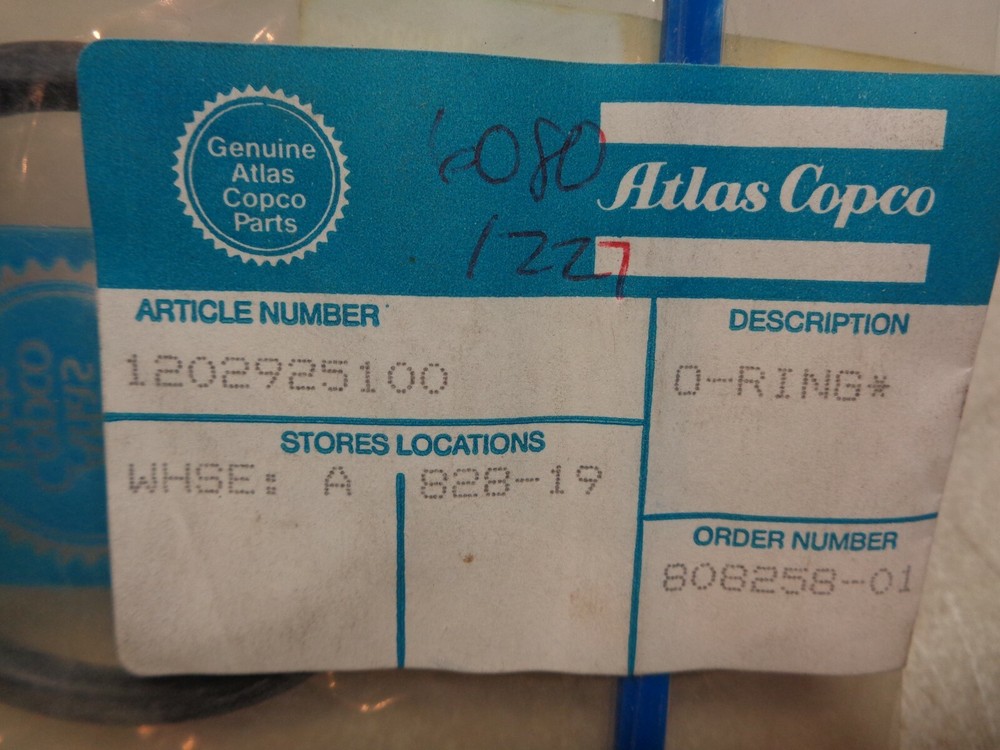 Genuine
Atlas
Copco
Parts
6080
1227
Atlas Copco
ARTICLE NUMBER
1202925100
DESCRIPTION
O-RING*
STORES LOCATIONS
WHSE: A 828-19
ORDER NUMBER
808258-01